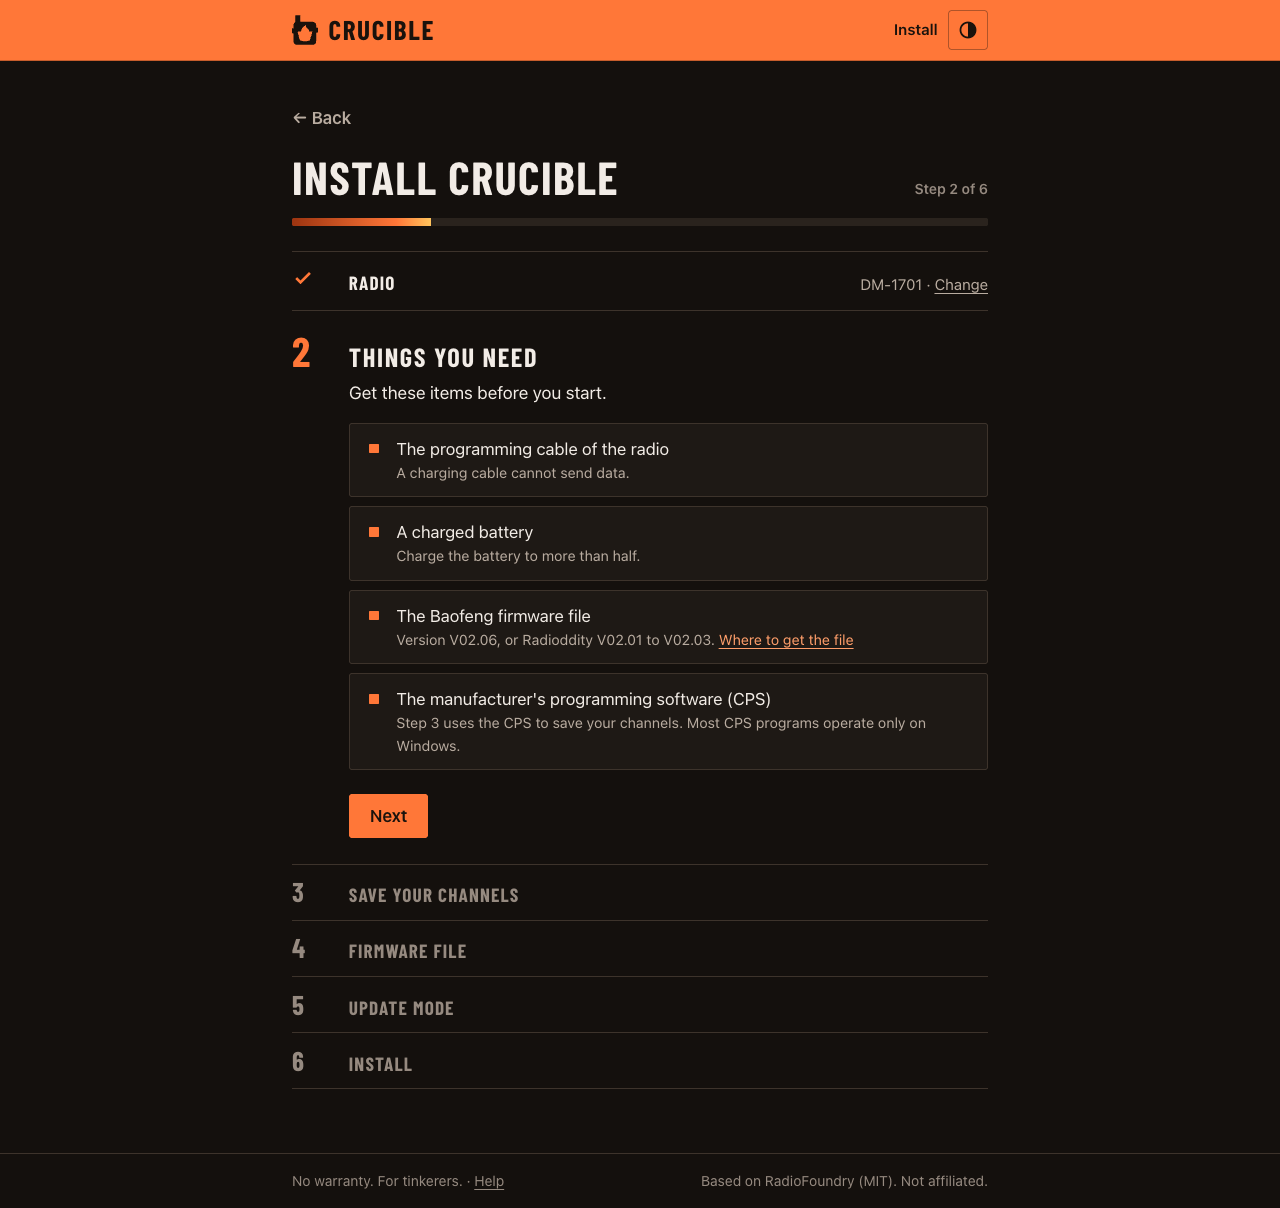 CRUCIBLE
Install
← Back
INSTALL CRUCIBLE
Step 2 of 6
RADIO
DM-1701 · Change
2
THINGS YOU NEED
Get these items before you start.
The programming cable of the radio
A charging cable cannot send data.
A charged battery
Charge the battery to more than half.
The Baofeng firmware file
Version V02.06, or Radioddity V02.01 to V02.03. Where to get the file
The manufacturer's programming software (CPS)
Step 3 uses the CPS to save your channels. Most CPS programs operate only on
Windows.
Next
3
SAVE YOUR CHANNELS
4
FIRMWARE FILE
5
UPDATE MODE
6
INSTALL
No warranty. For tinkerers. · Help
Based on RadioFoundry (MIT). Not affiliated.